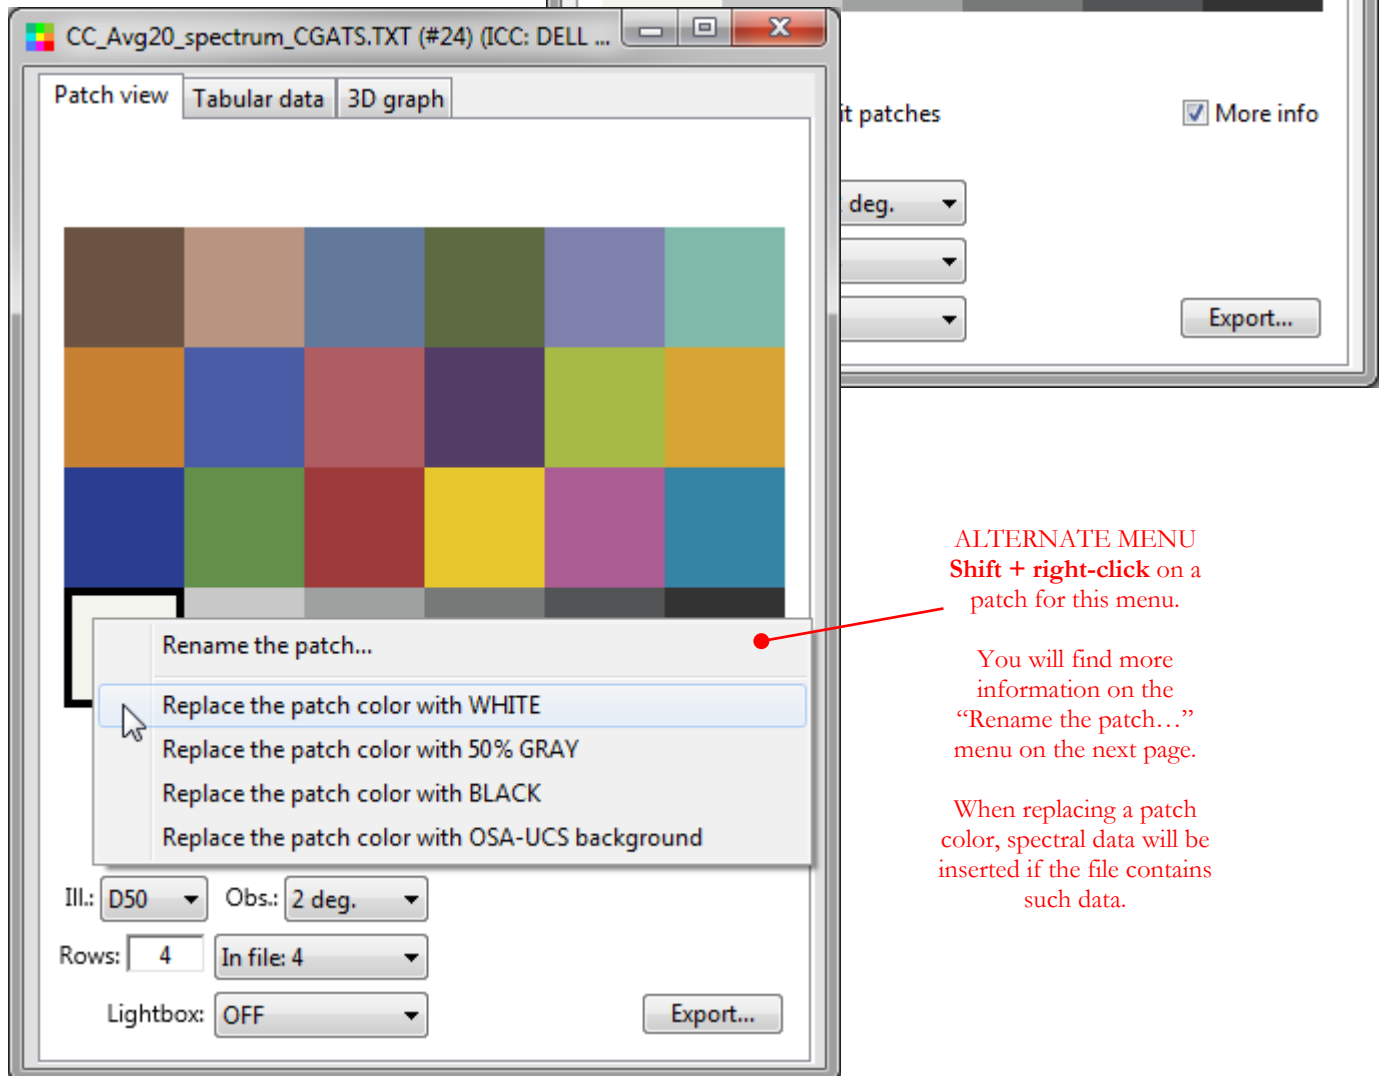 CC_Avg20_spectrum_CGATS.TXT (#24) (ICC: DELL ...
Patch view
Tabular data
3D graph
it patches
More info
deg.
Export...
ALTERNATE MENU
Shift + right-click on a
patch for this menu.
You will find more
information on the
“Rename the patch…”
menu on the next page.
When replacing a patch
color, spectral data will be
inserted if the file contains
such data.
Rename the patch...
Replace the patch color with WHITE
Replace the patch color with 50% GRAY
Replace the patch color with BLACK
Replace the patch color with OSA-UCS background
Ill.: D50 Obs.: 2 deg.
Rows: 4 In file: 4
Lightbox: OFF
Export...